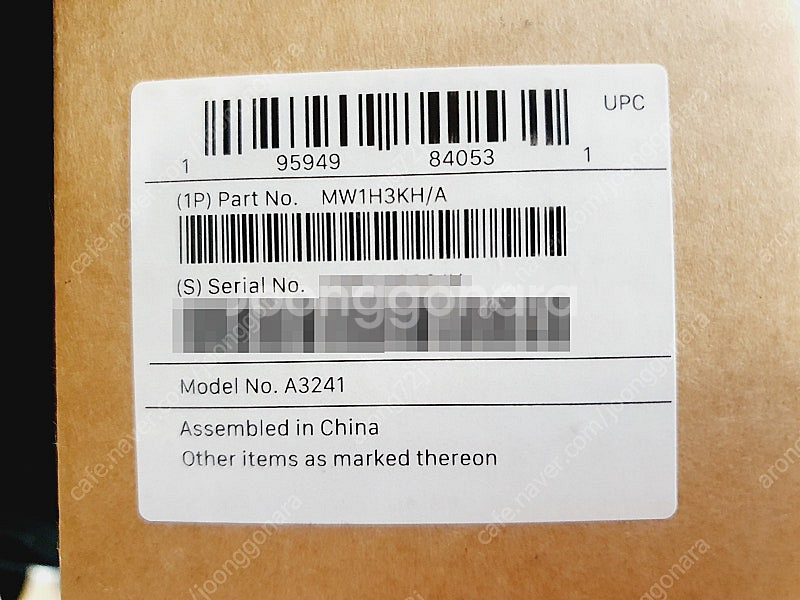 UPC
1 95949 84053 1
(1P) Part No. MW1H3KH/A
(S) Serial No.
joonggonara
Model No. A3241
Assembled in China
Other items as marked thereon